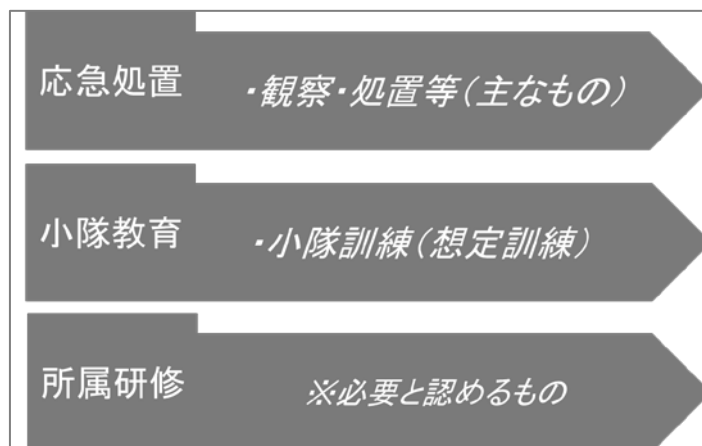 応急処置
・観察・処置等(主なもの)
小隊教育
・小隊訓練(想定訓練)
所属研修
※必要と認めるもの